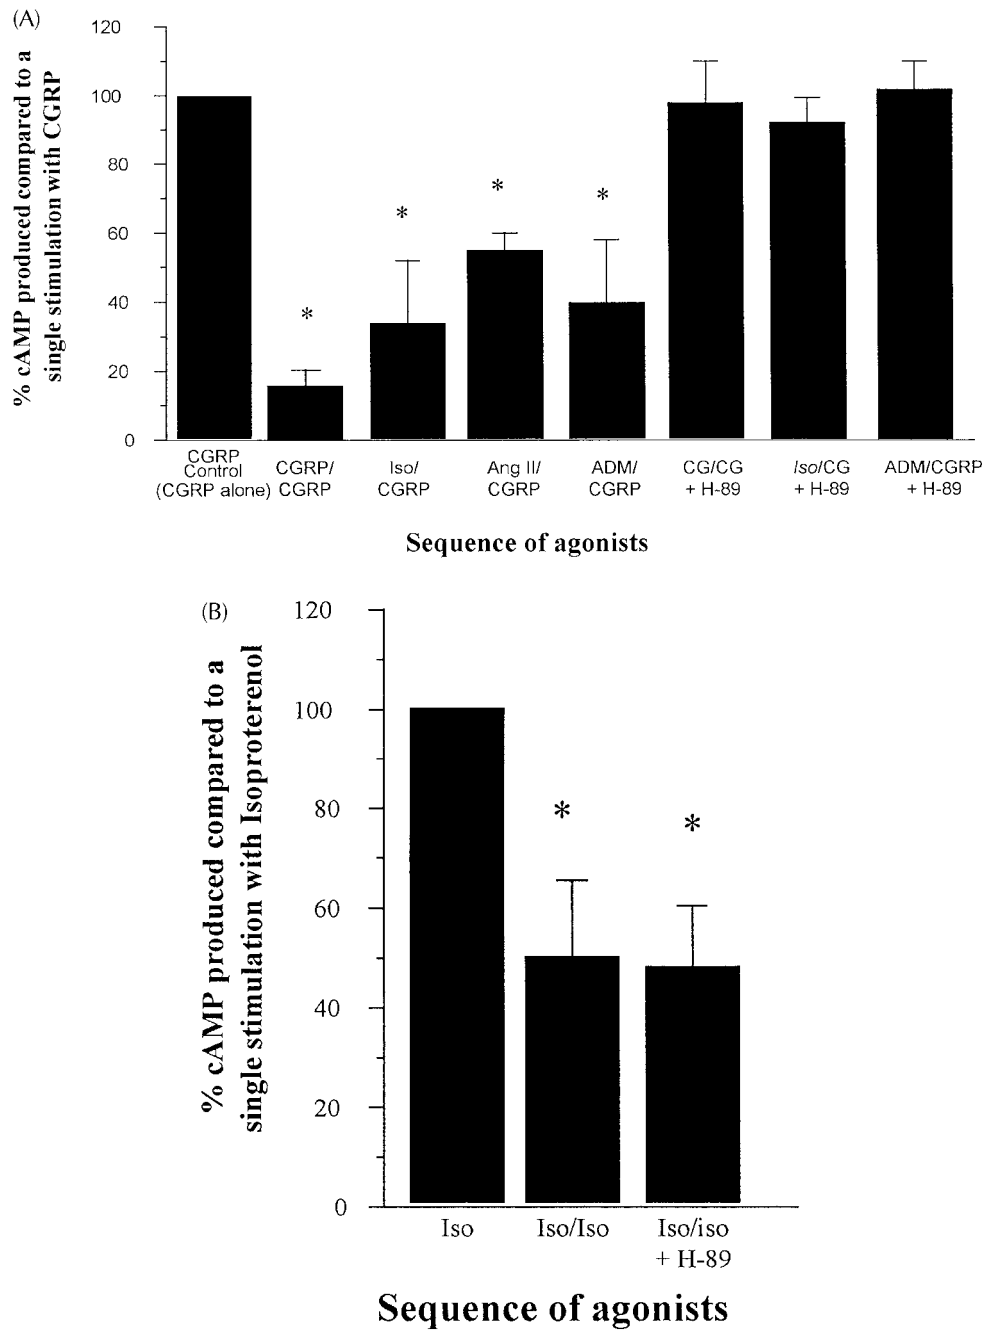 (A)
% cAMP produced compared to a
single stimulation with CGRP
120
100
80
60
40
20
0
*
*
*
*
CGRP
Control
(CGRP alone)
CGRP/
CGRP
Iso/
CGRP
Ang II/
CGRP
ADM/
CGRP
CG/CG
+ H-89
Iso/CG
+ H-89
ADM/CGRP
+ H-89
Sequence of agonists
(B)
% cAMP produced compared to a
single stimulation with Isoproterenol
120
100
80
60
40
20
0
*
*
Iso
Iso/Iso
Iso/iso
+ H-89
Sequence of agonists